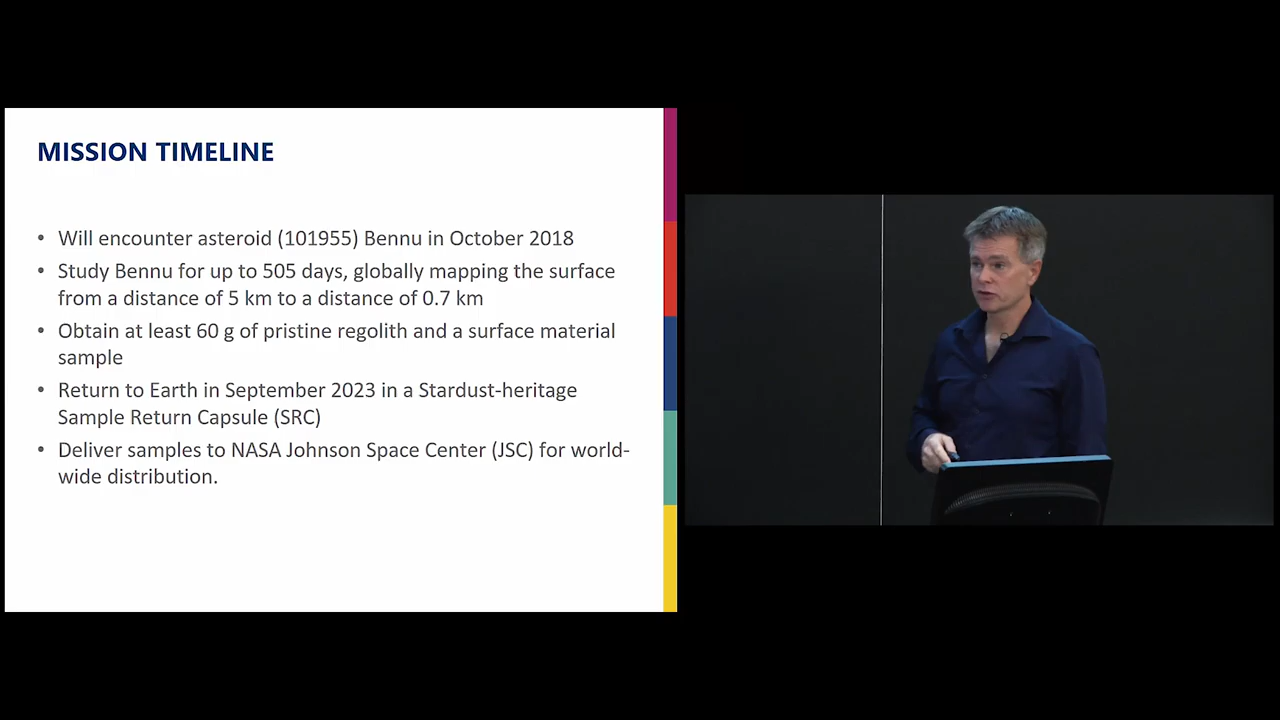 MISSION TIMELINE
• Will encounter asteroid (101955) Bennu in October 2018
• Study Bennu for up to 505 days, globally mapping the surface
from a distance of 5 km to a distance of 0.7 km
• Obtain at least 60 g of pristine regolith and a surface material
sample
• Return to Earth in September 2023 in a Stardust-heritage
Sample Return Capsule (SRC)
• Deliver samples to NASA Johnson Space Center (JSC) for world-
wide distribution.